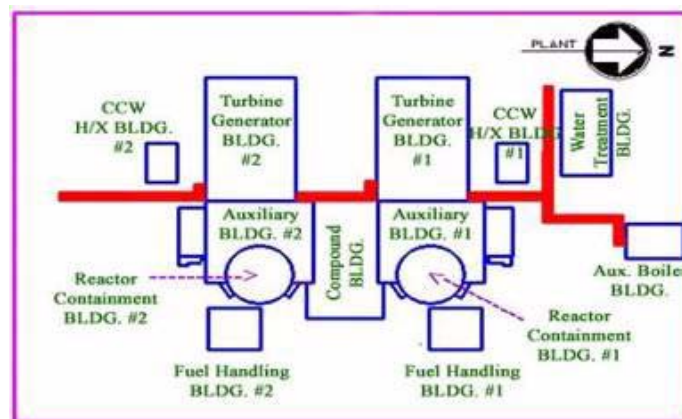 PLANT
N
CCW
H/X BLDG.
#2
Turbine
Generator
BLDG.
#2
Turbine
Generator
BLDG.
#1
CCW
H/X BLDG
#1
Water
Treatment
BLDG.
Auxiliary
BLDG. #2
Compound
BLDG.
Auxiliary
BLDG. #1
Aux. Boiler
BLDG.
Reactor
Containment
BLDG. #2
Reactor
Containment
BLDG. #1
Fuel Handling
BLDG. #2
Fuel Handling
BLDG. #1